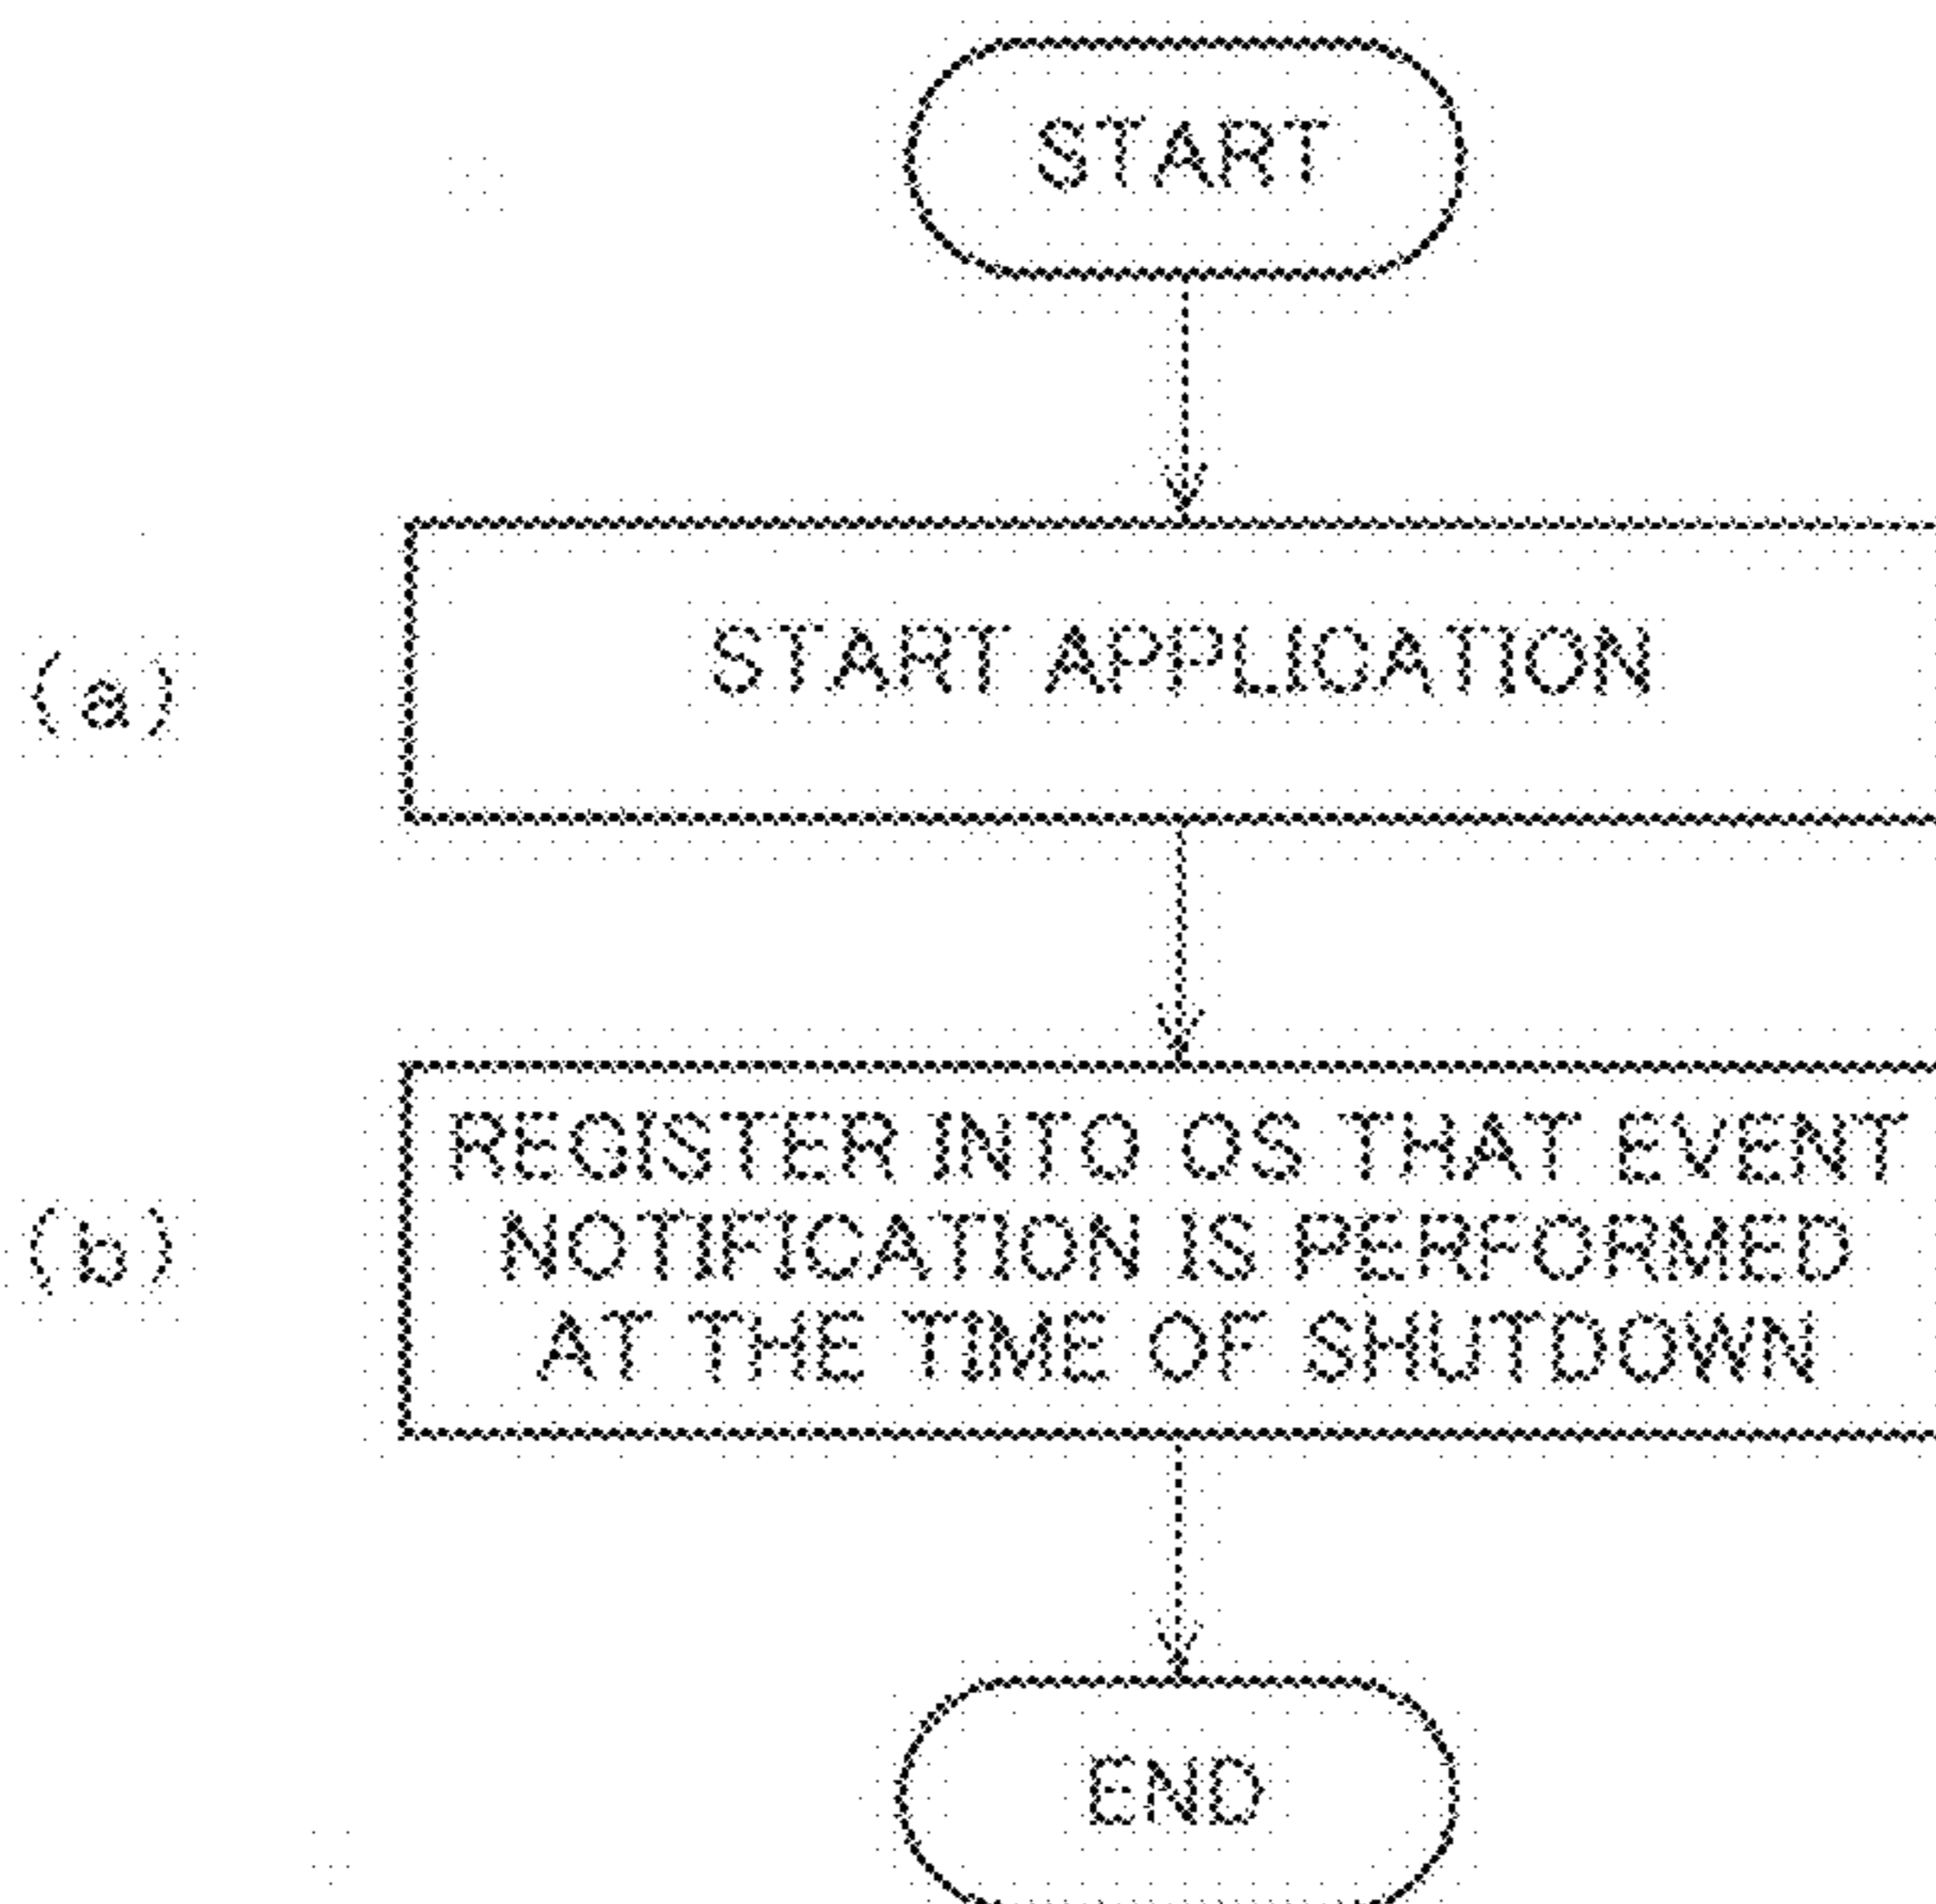 START
(a)
START APPLICATION
(b)
REGISTER INTO OS THAT EVENT
NOTIFICATION IS PERFORMED
AT THE TIME OF SHUTDOWN
END